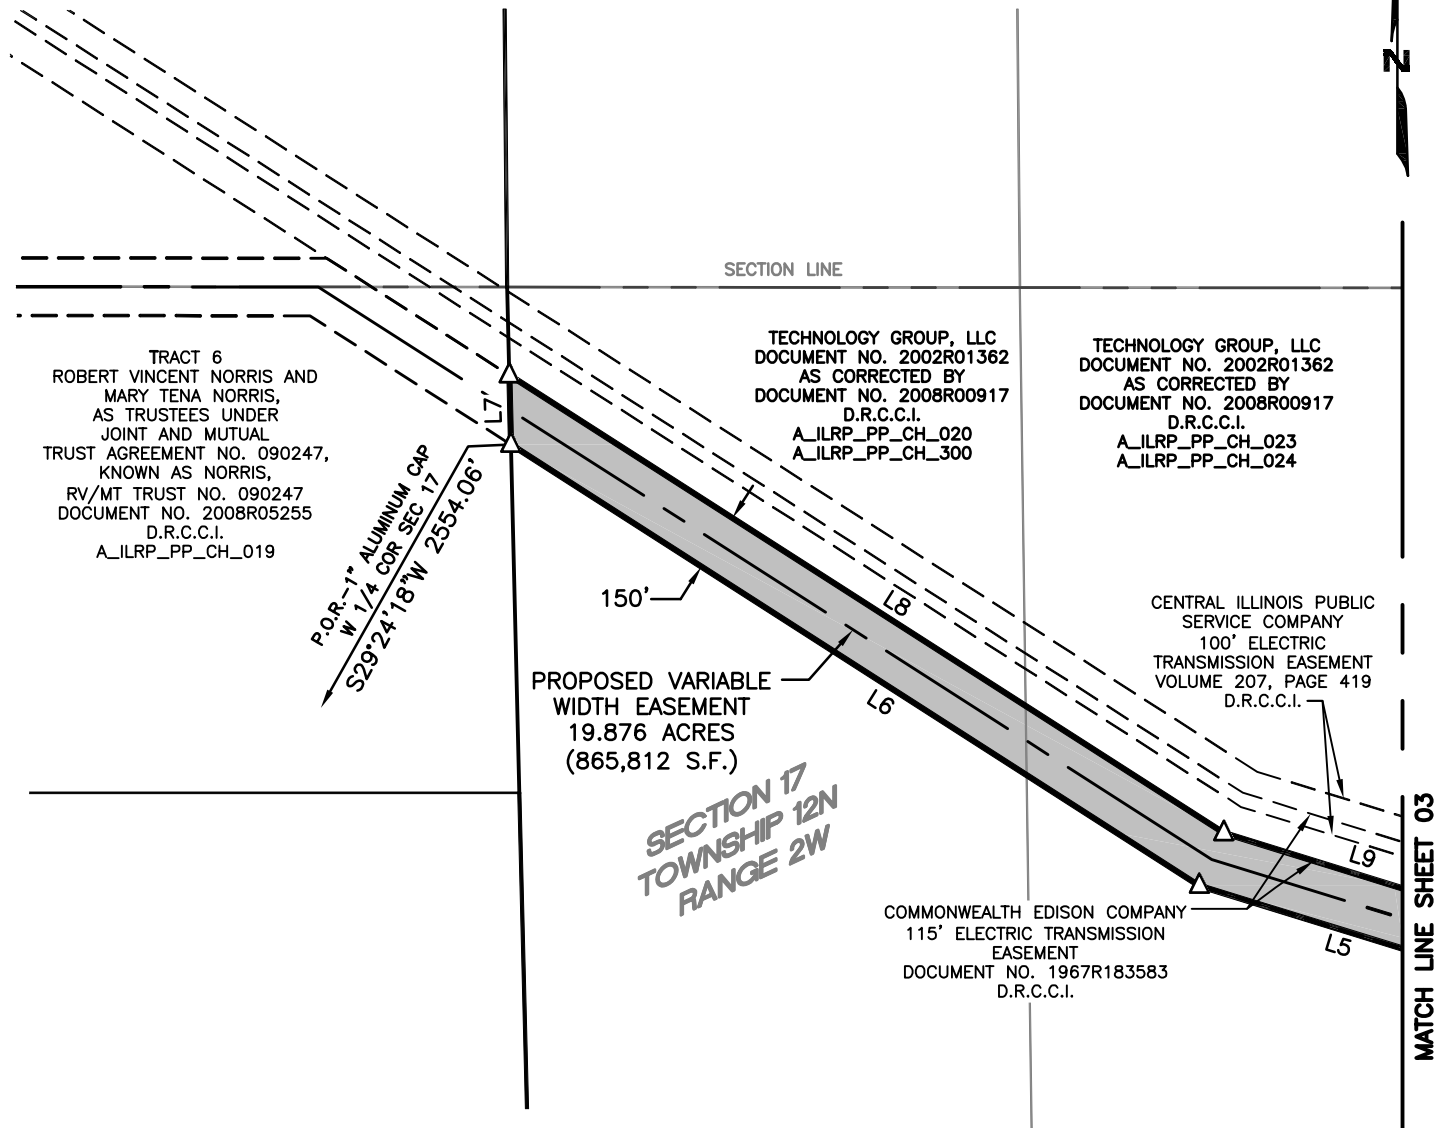 N
SECTION LINE
TRACT 6
ROBERT VINCENT NORRIS AND
MARY TENA NORRIS,
AS TRUSTEES UNDER
JOINT AND MUTUAL
TRUST AGREEMENT NO. 090247,
KNOWN AS NORRIS,
RV/MT TRUST NO. 090247
DOCUMENT NO. 2008R05255
D.R.C.C.I.
A_ILRP_PP_CH_019
L7'
TECHNOLOGY GROUP, LLC
DOCUMENT NO. 2002R01362
AS CORRECTED BY
DOCUMENT NO. 2008R00917
D.R.C.C.I.
A_ILRP_PP_CH_020
A_ILRP_PP_CH_300
TECHNOLOGY GROUP, LLC
DOCUMENT NO. 2002R01362
AS CORRECTED BY
DOCUMENT NO. 2008R00917
D.R.C.C.I.
A_ILRP_PP_CH_023
A_ILRP_PP_CH_024
P.O.R.-1" ALUMINUM CAP
W 1/4 COR SEC 17
S29°24'18"W 2554.06'
150'
L8
L6
PROPOSED VARIABLE
WIDTH EASEMENT
19.876 ACRES
(865,812 S.F.)
CENTRAL ILLINOIS PUBLIC
SERVICE COMPANY
100' ELECTRIC
TRANSMISSION EASEMENT
VOLUME 207, PAGE 419
D.R.C.C.I.
SECTION 17
TOWNSHIP 12N
RANGE 2W
L9
L5
COMMONWEALTH EDISON COMPANY
115' ELECTRIC TRANSMISSION
EASEMENT
DOCUMENT NO. 1967R183583
D.R.C.C.I.
MATCH LINE SHEET 03